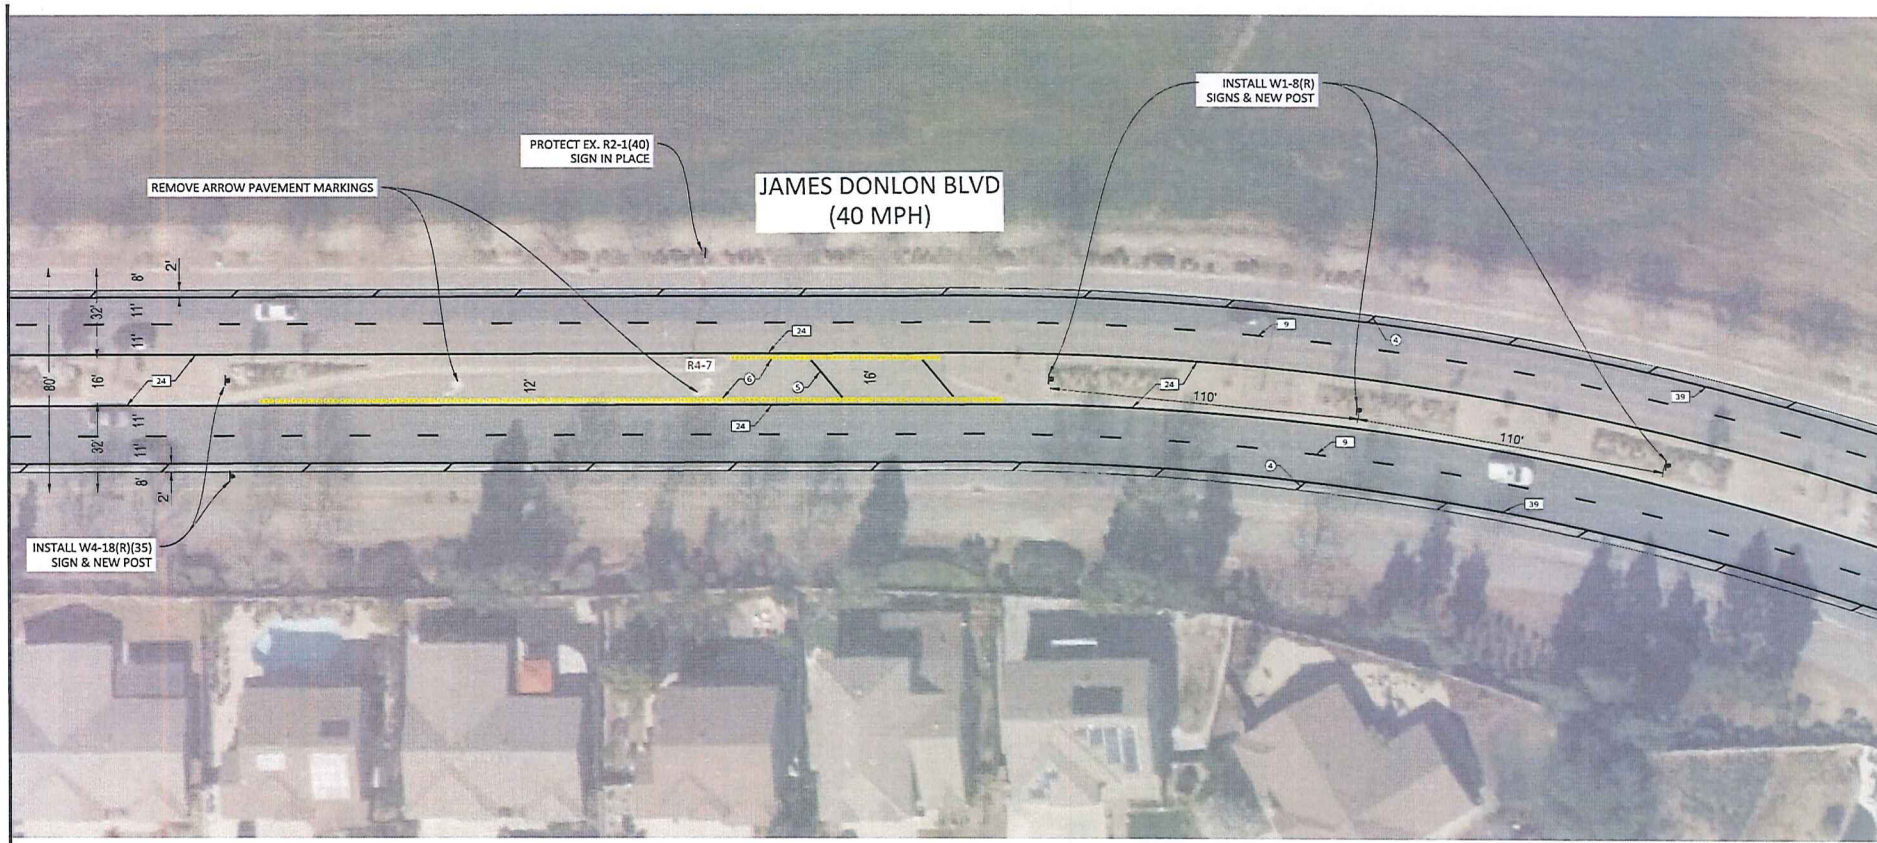 INSTALL W1-8(R)
SIGNS & NEW POST
PROTECT EX. R2-1(40)
SIGN IN PLACE
REMOVE ARROW PAVEMENT MARKINGS
JAMES DONLON BLVD
(40 MPH)
2'
8'
32'
11'
11'
80'
16'
11'
32'
11'
8'
2'
24
9
4
R4-7
24
12'
6
5
16'
24
110'
39
24
9
110'
4
39
INSTALL W4-18(R)(35)
SIGN & NEW POST